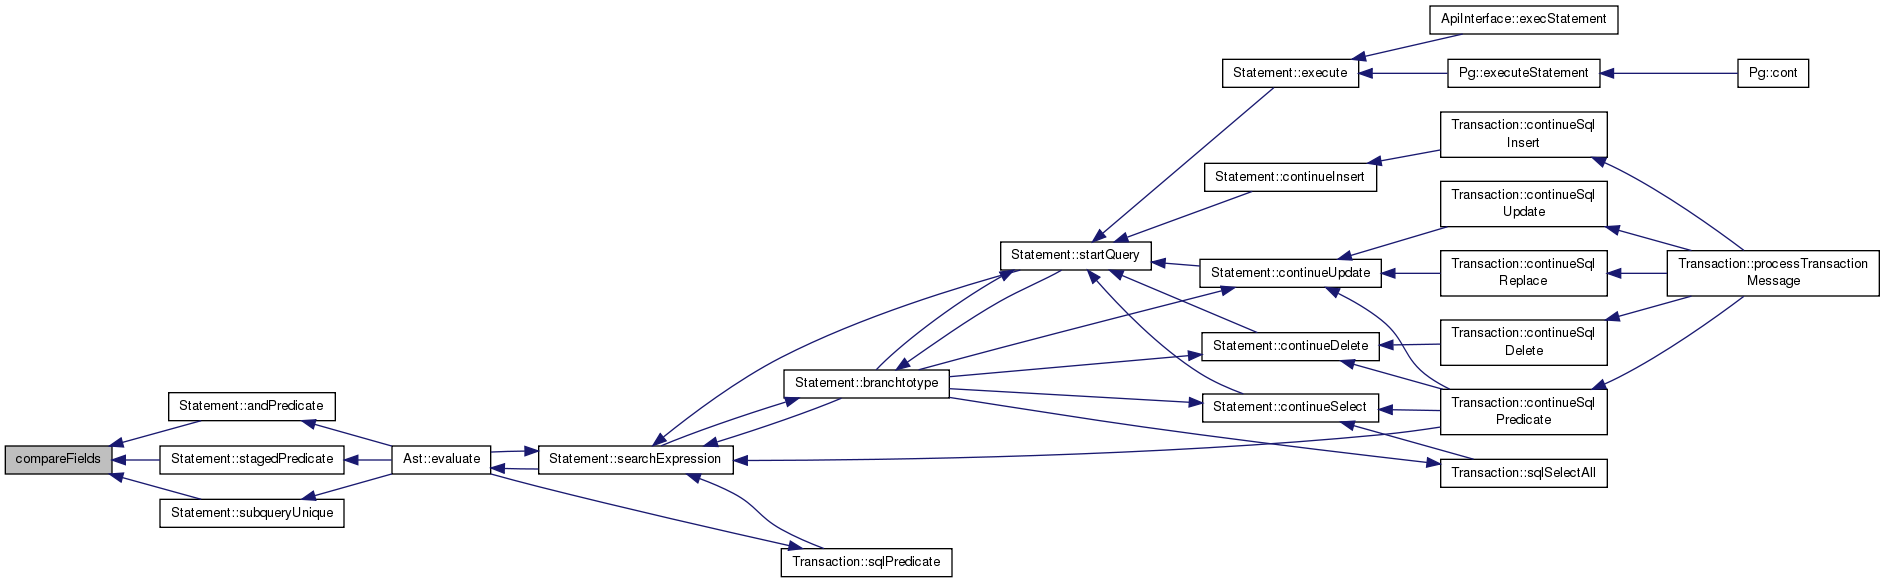 ApiInterface::execStatement
Statement::execute
Pg::executeStatement
Pg::cont
Transaction::continueSql
Insert
Statement::continueInsert
Transaction::continueSql
Update
Statement::startQuery
Statement::continueUpdate
Transaction::continueSql
Replace
Transaction::processTransaction
Message
Statement::continueDelete
Transaction::continueSql
Delete
Statement::branchtotype
Statement::andPredicate
Statement::continueSelect
Transaction::continueSql
Predicate
compareFields
Statement::stagedPredicate
Ast::evaluate
Statement::searchExpression
Transaction::sqlSelectAll
Statement::subqueryUnique
Transaction::sqlPredicate